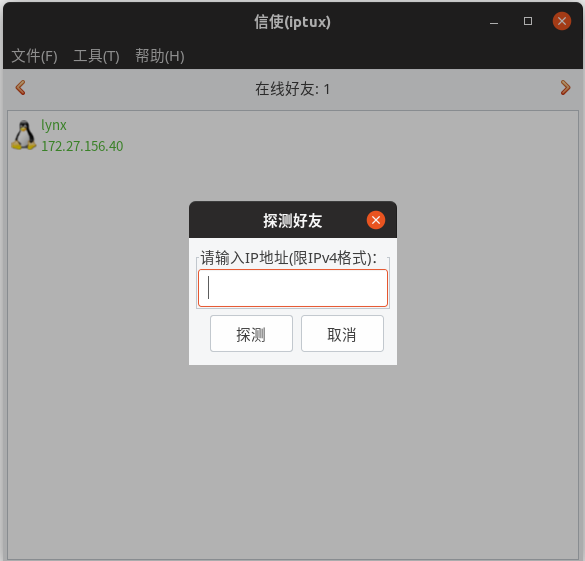 信使(iptux)
文件(F) 工具(T) 帮助(H)
在线好友: 1
lynx
172.27.156.40
探测好友
请输入IP地址(限IPv4格式)：
探测 取消